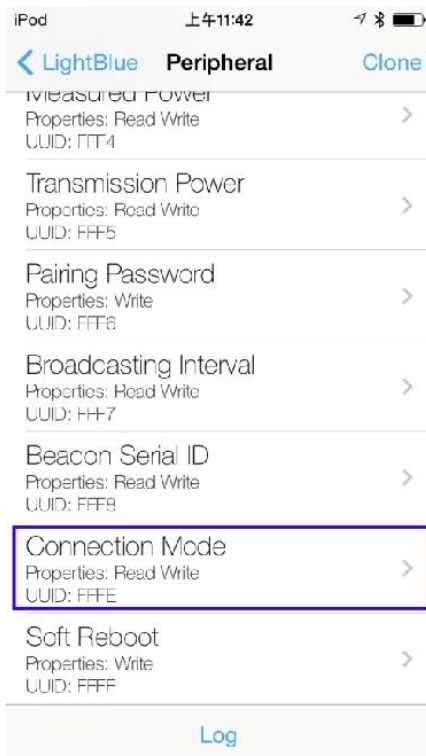 iPod 上午11:42
LightBlue Peripheral Clone
Measured Power
Properties: Read Write
UUID: FFF4
Transmission Power
Properties: Read Write
UUID: FFF5
Pairing Password
Properties: Write
UUID: FFF6
Broadcasting Interval
Properties: Read Write
UUID: FFF7
Beacon Serial ID
Properties: Read Write
UUID: FFF8
Connection Mode
Properties: Read Write
UUID: FFFE
Soft Reboot
Properties: Write
UUID: FFFF
Log